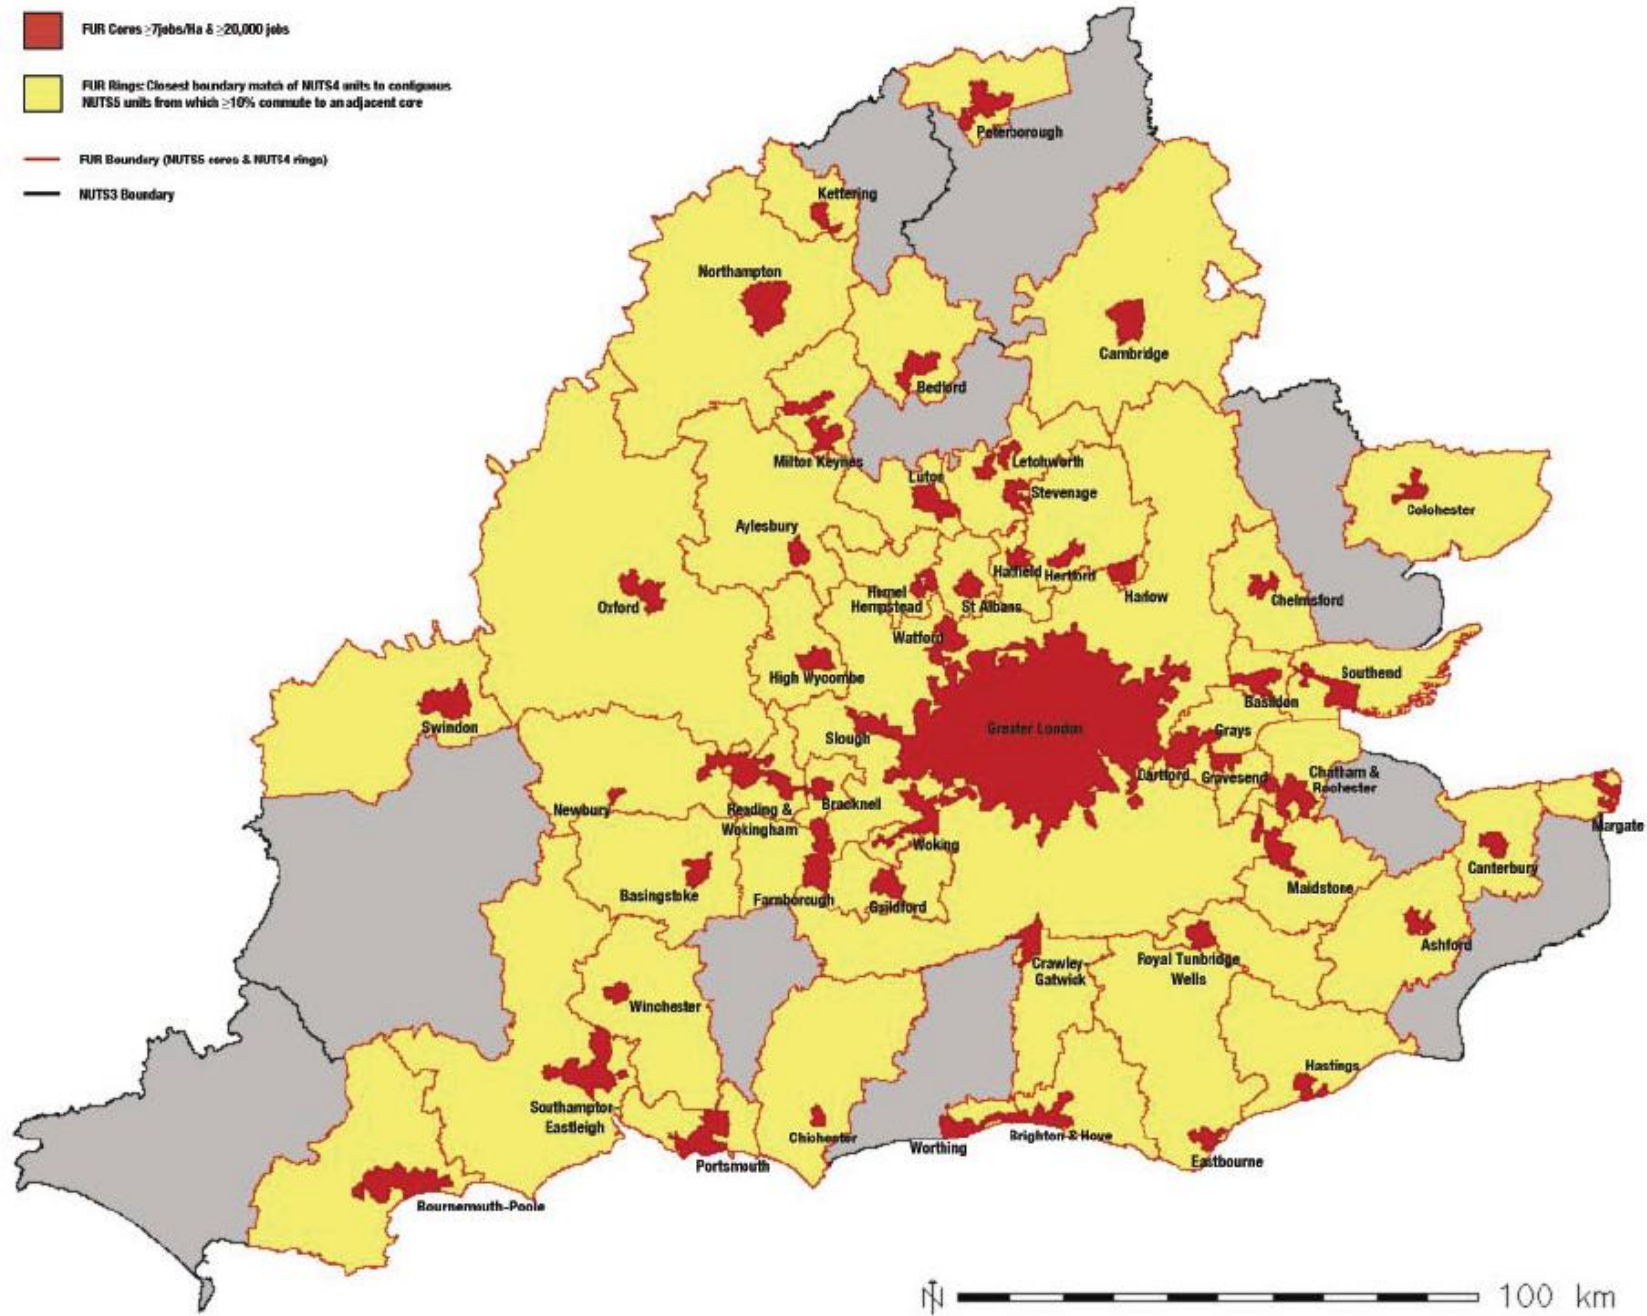 FUR Cores ≥7jobs/Ha & ≥20,000 jobs
FUR Rings: Closest boundary match of NUTS4 units to contiguous
NUTS5 units from which ≥10% commute to an adjacent core
FUR Boundary (NUTS5 cores & NUTS4 rings)
NUTS3 Boundary
Peterborough
Kettering
Northampton
Cambridge
Bedford
Milton Keynes
Letchworth
Luton
Stevenage
Colchester
Aylesbury
Hatfield
Hertford
Hemel
Hempstead
St Albans
Harlow
Chelmsford
Oxford
Watford
High Wycombe
Southend
Basildon
Swindon
Slough
Greater London
Grays
Dartford
Gravesend
Chatham &
Rochester
Newbury
Reading &
Wokingham
Bracknell
Margate
Woking
Canterbury
Basingstoke
Farnborough
Guildford
Maidstone
Ashford
Crawley-
Gatwick
Royal Tunbridge
Wells
Winchester
Hastings
Southampton-
Eastleigh
Chichester
Worthing
Brighton & Hove
Eastbourne
Portsmouth
Bournemouth-Poole
N
100 km